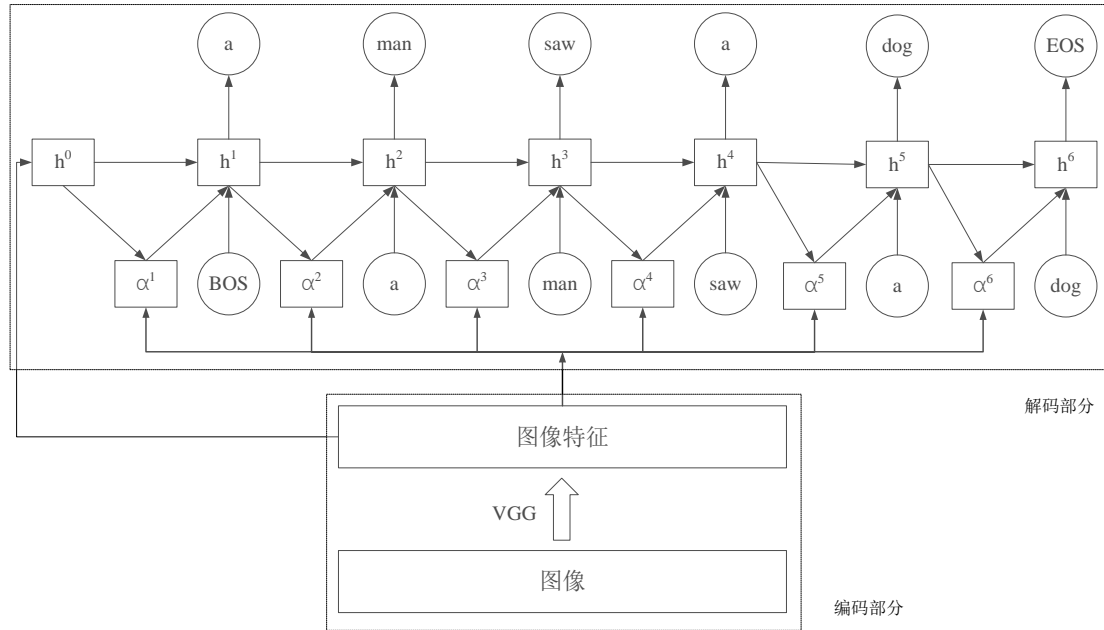 a man saw a dog EOS
h⁰ h¹ h² h³ h⁴ h⁵ h⁶
α¹ BOS α² a α³ man α⁴ saw α⁵ a α⁶ dog
解码部分
图像特征
VGG
图像
编码部分